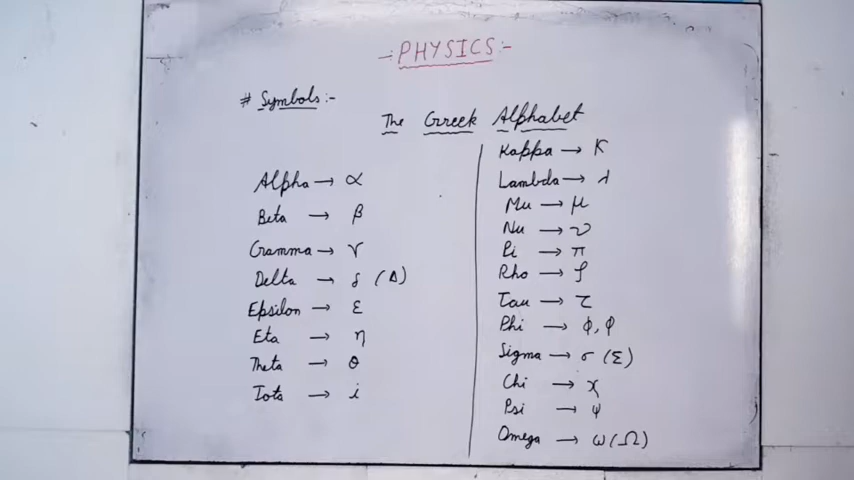 -: PHYSICS :-
# Symbols :-
The Greek Alphabet
Alpha → α
Beta → β
Gamma → γ
Delta → δ (Δ)
Epsilon → ε
Eta → η
Theta → θ
Iota → i
Kappa → K
Lambda → λ
Mu → μ
Nu → ν
Pi → π
Rho → ρ
Tau → τ
Phi → ϕ, φ
Sigma → σ (Σ)
Chi → χ
Psi → ψ
Omega → ω (Ω)